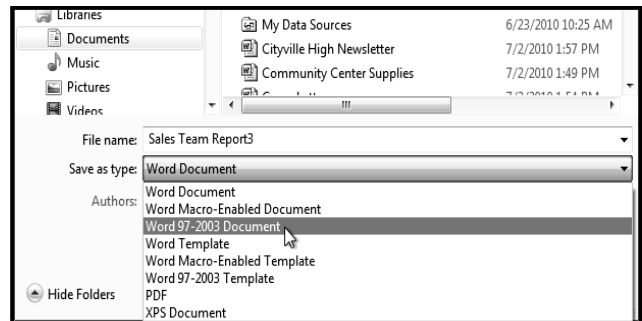 Libraries
Documents
Music
Pictures
Videos
My Data Sources 6/23/2010 10:25 AM
Cityville High Newsletter 7/2/2010 1:57 PM
Community Center Supplies 7/2/2010 1:49 PM
File name: Sales Team Report3
Save as type: Word Document
Authors:
Word Document
Word Macro-Enabled Document
Word 97-2003 Document
Word Template
Word Macro-Enabled Template
Word 97-2003 Template
PDF
XPS Document
Hide Folders